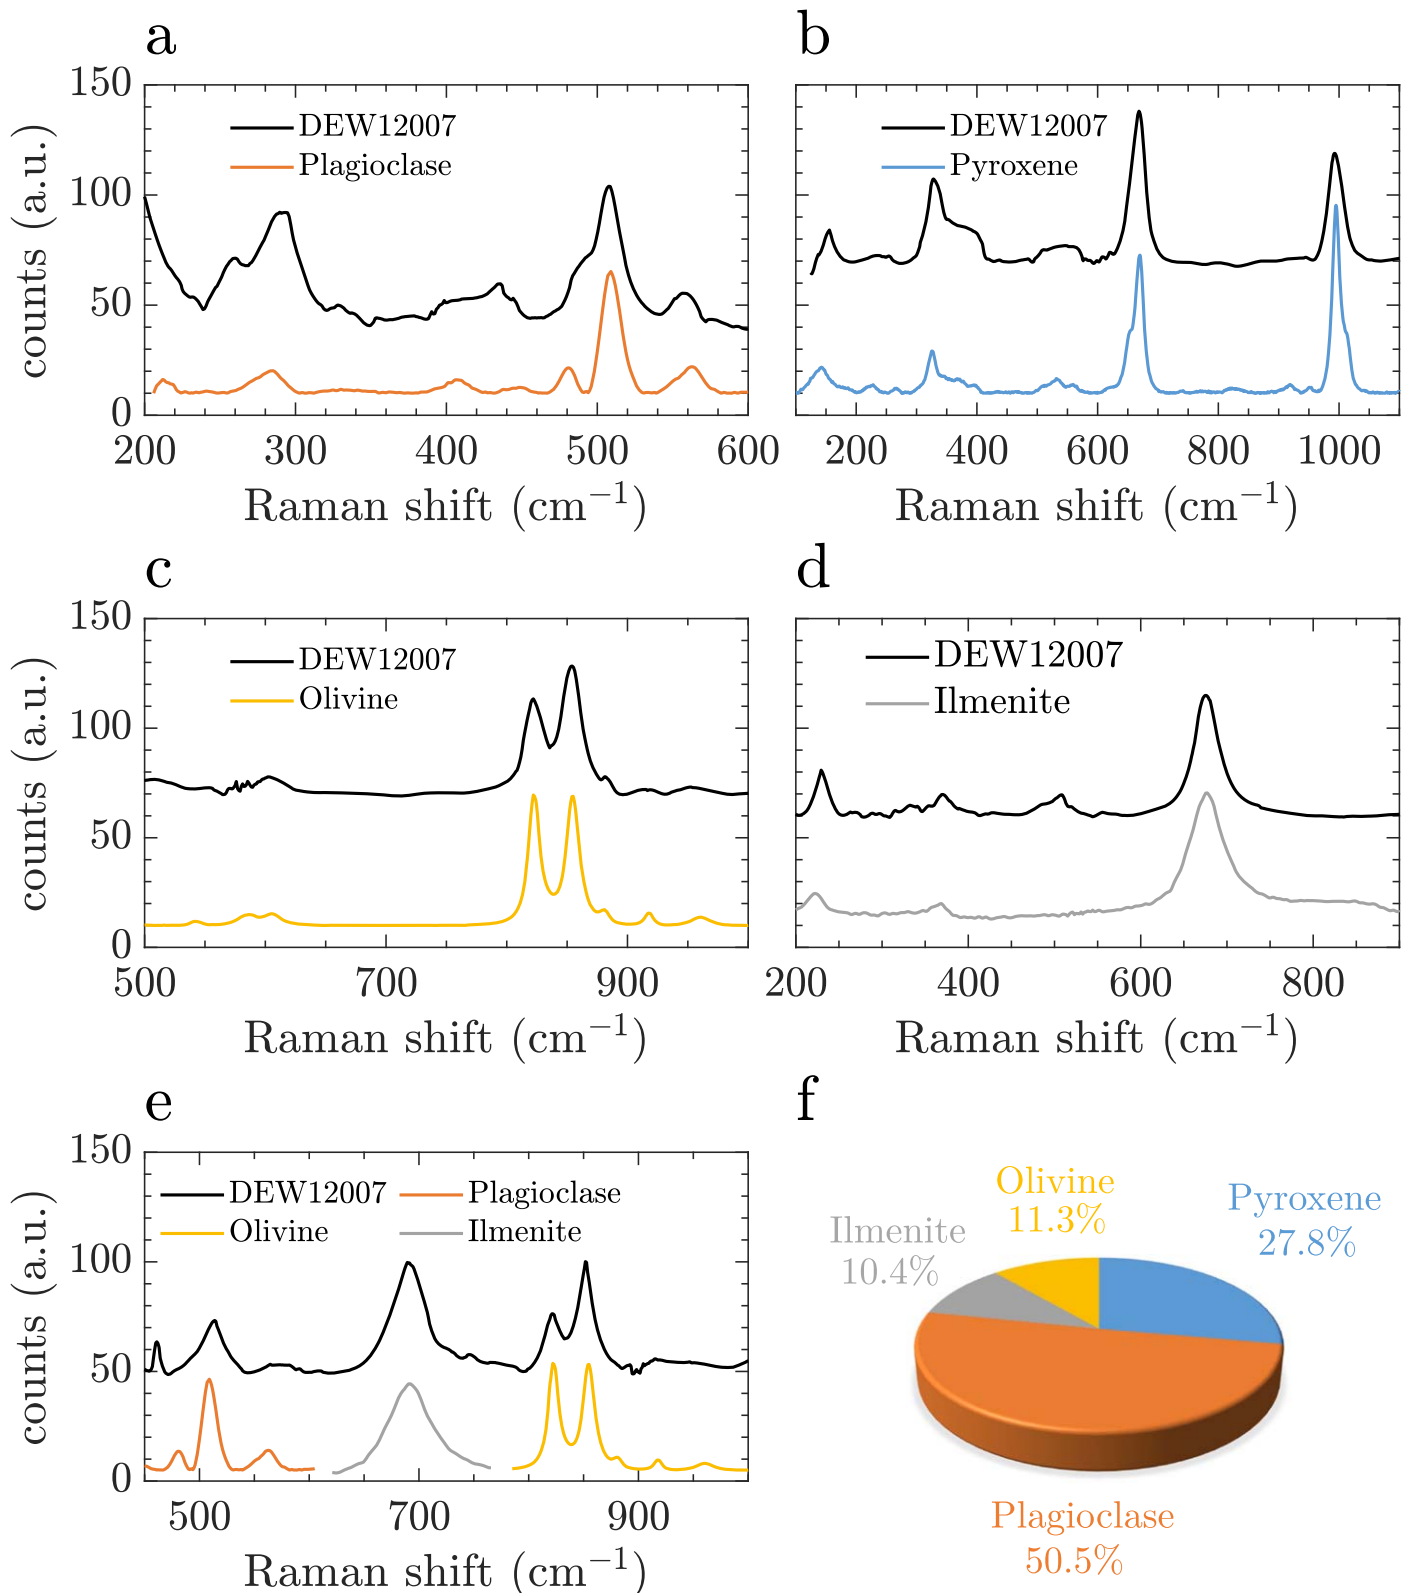 a
150
100
50
0
counts (a.u.)
DEW12007
Plagioclase
200 300 400 500 600
Raman shift (cm⁻¹)
b
DEW12007
Pyroxene
200 400 600 800 1000
Raman shift (cm⁻¹)
c
150
100
50
0
counts (a.u.)
DEW12007
Olivine
500 700 900
Raman shift (cm⁻¹)
d
DEW12007
Ilmenite
200 400 600 800
Raman shift (cm⁻¹)
e
150
100
50
0
counts (a.u.)
DEW12007 Plagioclase
Olivine Ilmenite
500 700 900
Raman shift (cm⁻¹)
f
Olivine
11.3%
Pyroxene
27.8%
Ilmenite
10.4%
Plagioclase
50.5%